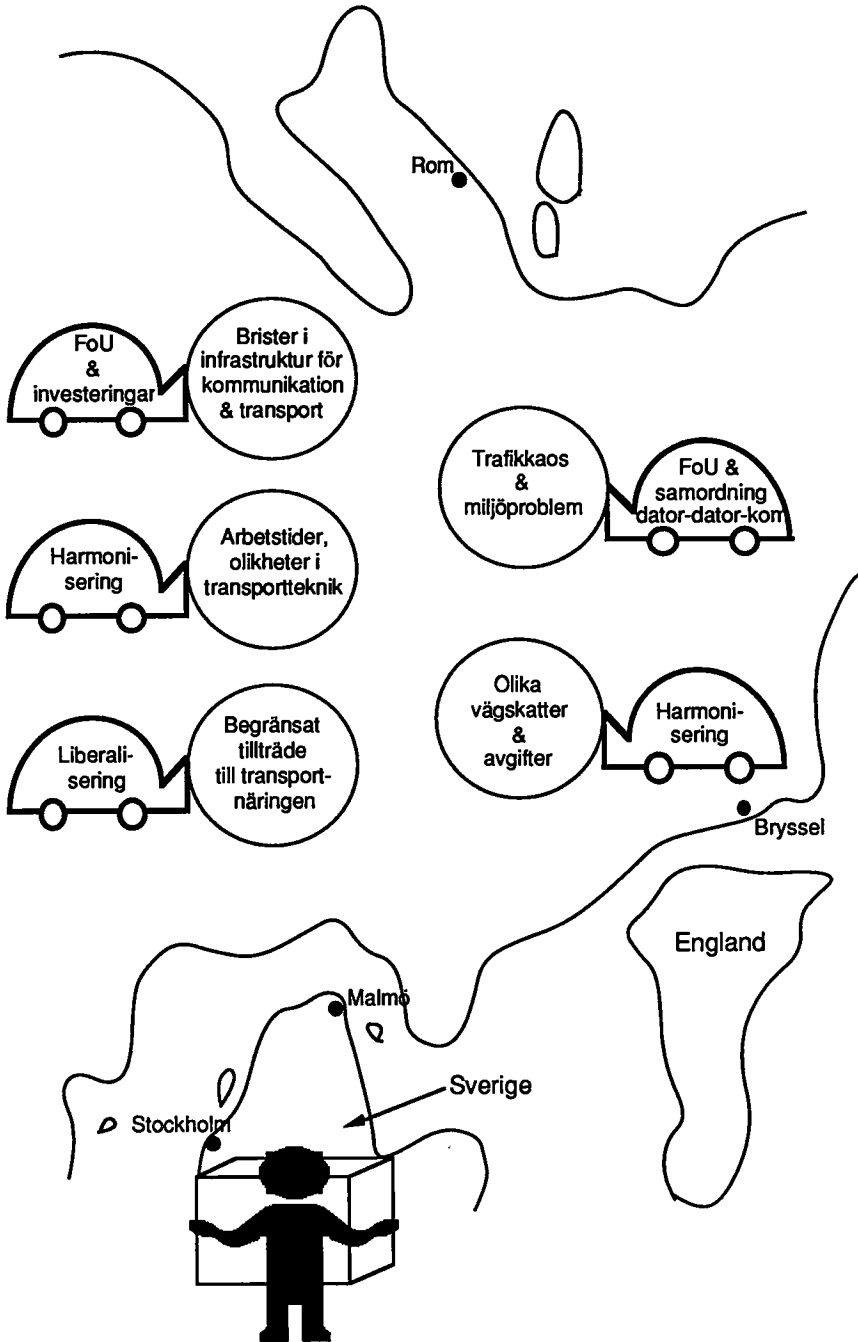 Rom
FoU
&
investeringar
Brister i
infrastruktur för
kommunikation
& transport
Trafikkaos
&
miljöproblem
FoU &
samordning
dator-dator-kom
Harmoni-
sering
Arbetstider,
olikheter i
transportteknik
Olika
vägskatter
&
avgifter
Harmoni-
sering
Liberali-
sering
Begränsat
tillträde
till transport-
näringen
Bryssel
England
Malmö
Sverige
Stockholm